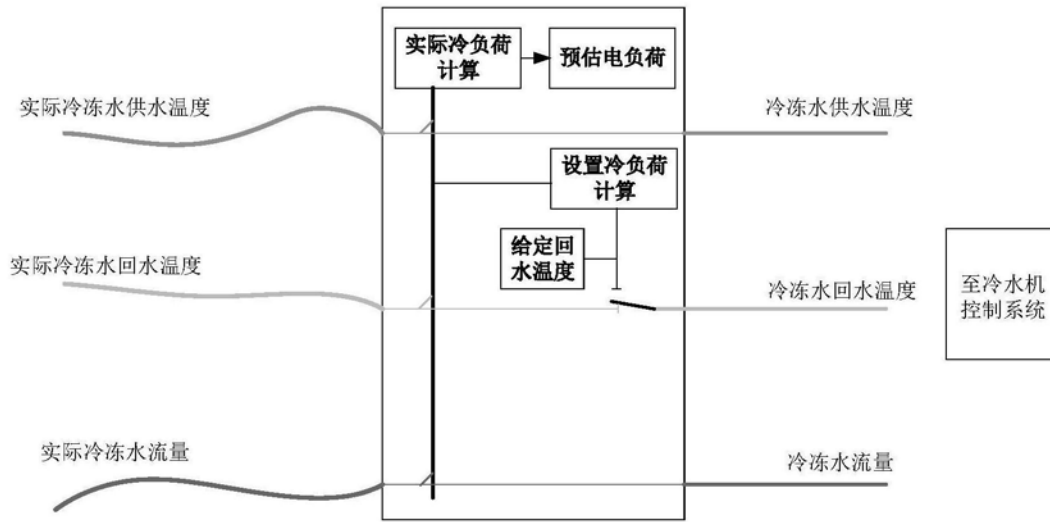 实际冷负荷
计算
预估电负荷
实际冷冻水供水温度
冷冻水供水温度
设置冷负荷
计算
给定回
水温度
实际冷冻水回水温度
冷冻水回水温度
至冷水机
控制系统
实际冷冻水流量
冷冻水流量